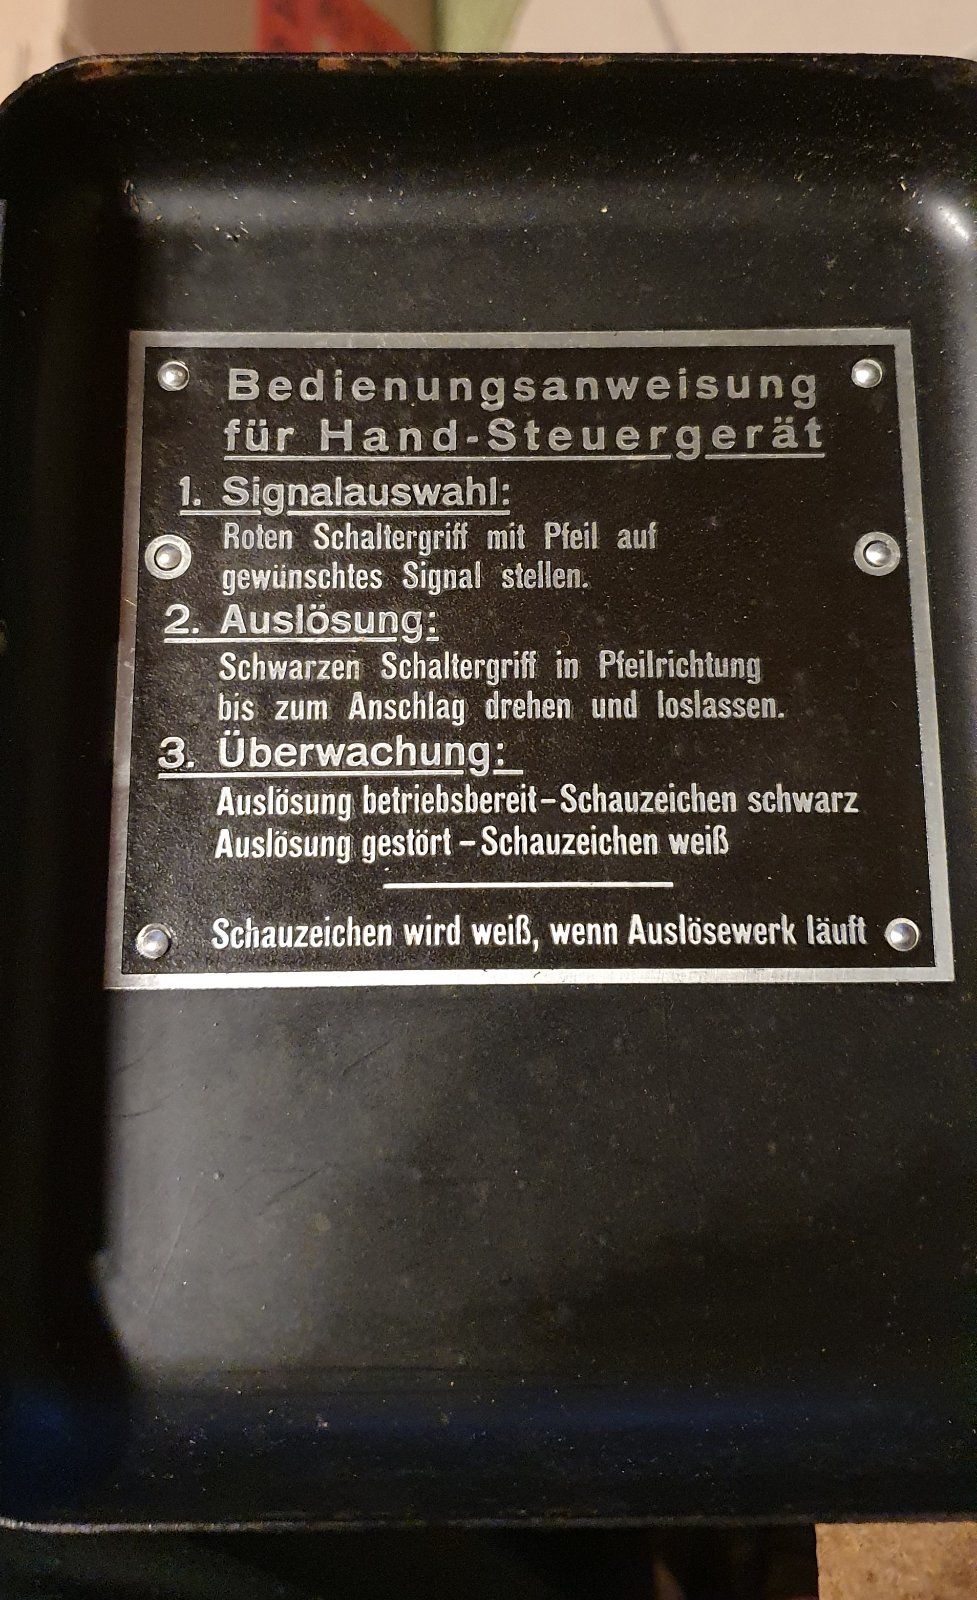 Bedienungsanweisung
für Hand-Steuergerät
1. Signalauswahl:
Roten Schaltergriff mit Pfeil auf
gewünschtes Signal stellen.
2. Auslösung:
Schwarzen Schaltergriff in Pfeilrichtung
bis zum Anschlag drehen und loslassen.
3. Überwachung:
Auslösung betriebsbereit – Schauzeichen schwarz
Auslösung gestört – Schauzeichen weiß
Schauzeichen wird weiß, wenn Auslösewerk läuft